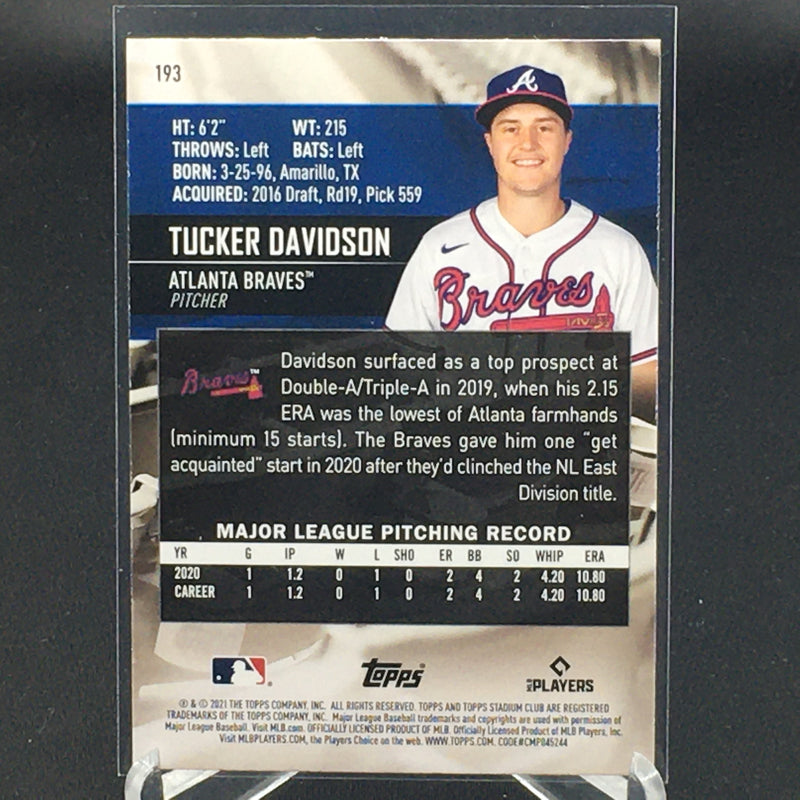 193
HT: 6'2" WT: 215
THROWS: Left BATS: Left
BORN: 3-25-96, Amarillo, TX
ACQUIRED: 2016 Draft, Rd19, Pick 559
TUCKER DAVIDSON
ATLANTA BRAVES™
PITCHER
A
Braves
Braves™
Davidson surfaced as a top prospect at
Double-A/Triple-A in 2019, when his 2.15
ERA was the lowest of Atlanta farmhands
(minimum 15 starts). The Braves gave him one "get
acquainted" start in 2020 after they'd clinched the NL East
Division title.
MAJOR LEAGUE PITCHING RECORD
YR G IP W L SHO ER BB SO WHIP ERA
2020 1 1.2 0 1 0 2 4 2 4.20 10.80
CAREER 1 1.2 0 1 0 2 4 2 4.20 10.80
Topps
MLB PLAYERS
® & © 2021 THE TOPPS COMPANY, INC. ALL RIGHTS RESERVED. TOPPS AND TOPPS STADIUM CLUB ARE REGISTERED
TRADEMARKS OF THE TOPPS COMPANY, INC. Major League Baseball trademarks and copyrights are used with permission of
Major League Baseball. Visit MLB.com. OFFICIALLY LICENSED PRODUCT OF MLB. Officially Licensed Product of MLB Players, Inc.
Visit MLBPLAYERS.COM, the Players Choice on the web. WWW.TOPPS.COM. CODE#CMP045244